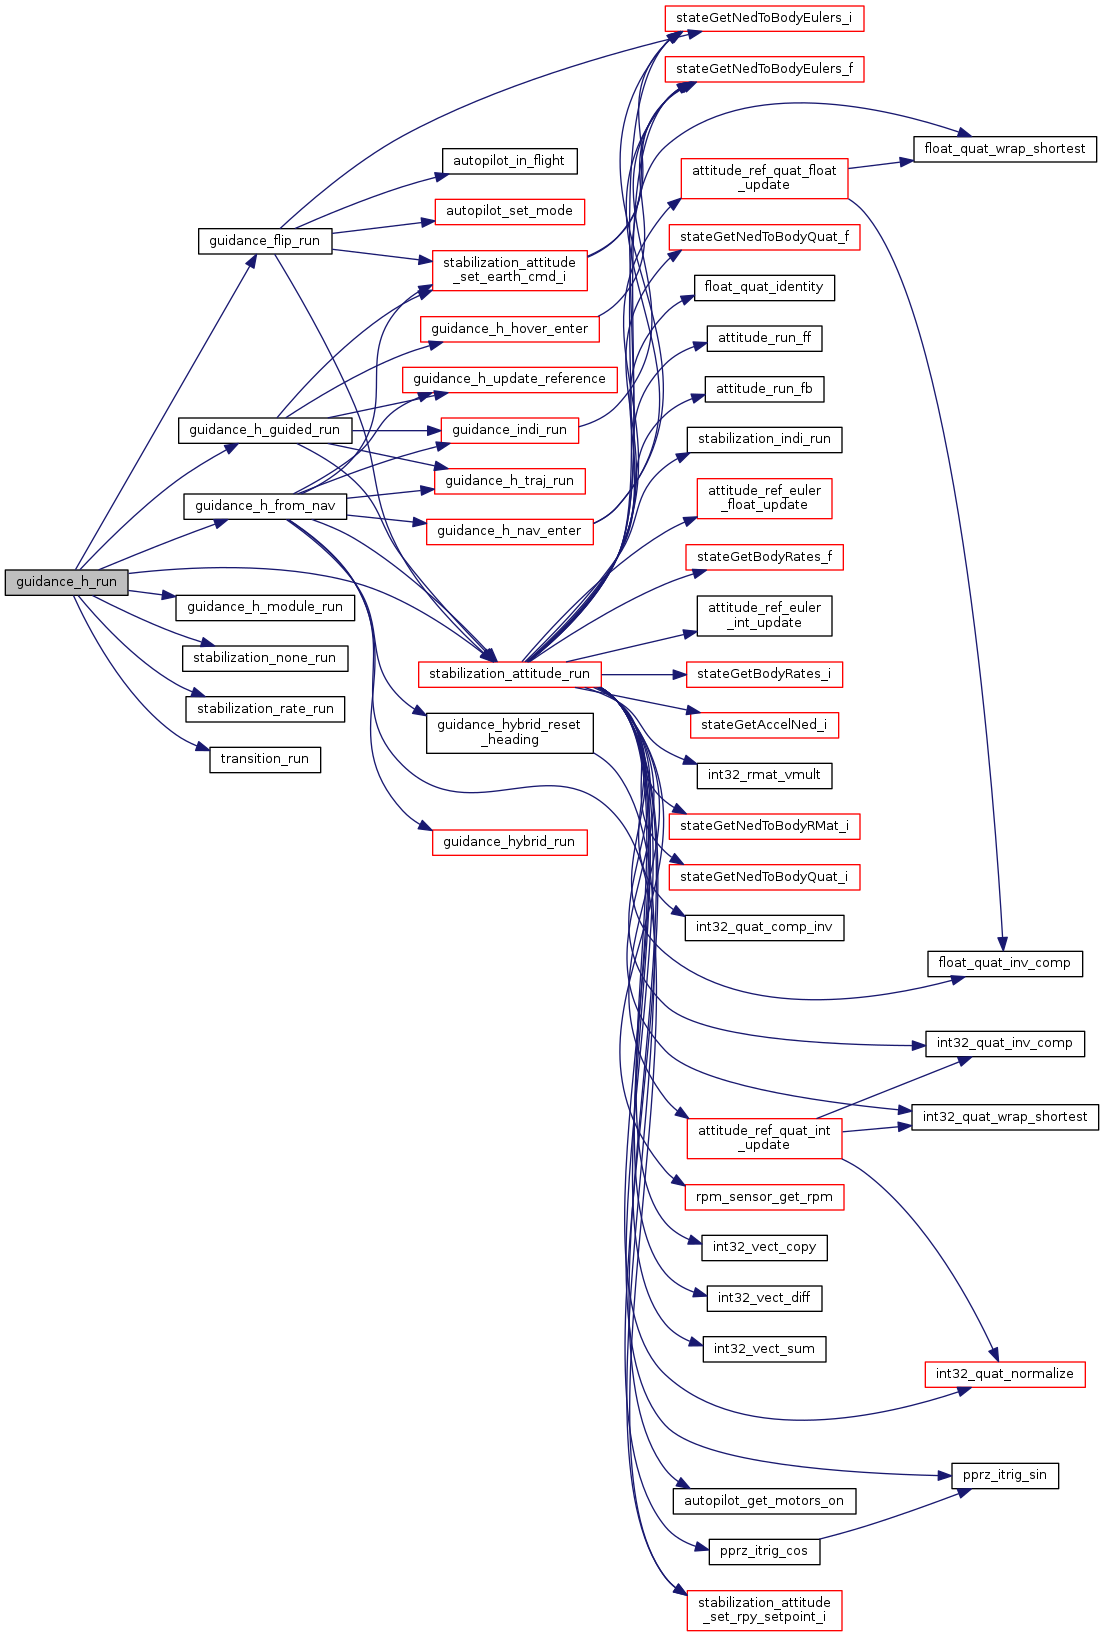 stateGetNedToBodyEulers_i
stateGetNedToBodyEulers_f
float_quat_wrap_shortest
autopilot_in_flight
attitude_ref_quat_float
_update
autopilot_set_mode
guidance_flip_run
stateGetNedToBodyQuat_f
stabilization_attitude
_set_earth_cmd_i
float_quat_identity
guidance_h_hover_enter
attitude_run_ff
guidance_h_update_reference
attitude_run_fb
guidance_h_guided_run
guidance_indi_run
stabilization_indi_run
guidance_h_traj_run
attitude_ref_euler
_float_update
guidance_h_from_nav
guidance_h_nav_enter
stateGetBodyRates_f
guidance_h_run
guidance_h_module_run
attitude_ref_euler
_int_update
stabilization_none_run
stabilization_attitude_run
stateGetBodyRates_i
stabilization_rate_run
guidance_hybrid_reset
_heading
stateGetAccelNed_i
transition_run
int32_rmat_vmult
guidance_hybrid_run
stateGetNedToBodyRMat_i
stateGetNedToBodyQuat_i
int32_quat_comp_inv
float_quat_inv_comp
int32_quat_inv_comp
int32_quat_wrap_shortest
attitude_ref_quat_int
_update
rpm_sensor_get_rpm
int32_vect_copy
int32_vect_diff
int32_vect_sum
int32_quat_normalize
pprz_itrig_sin
autopilot_get_motors_on
pprz_itrig_cos
stabilization_attitude
_set_rpy_setpoint_i